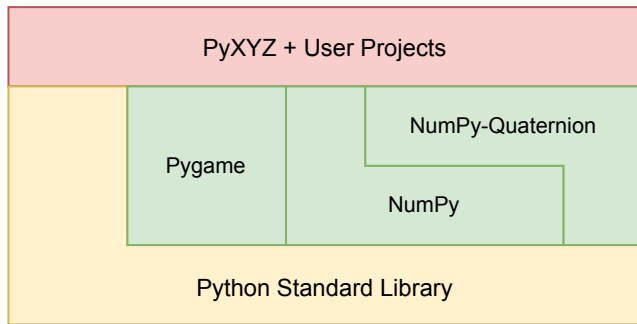 PyXYZ + User Projects
NumPy-Quaternion
Pygame
NumPy
Python Standard Library